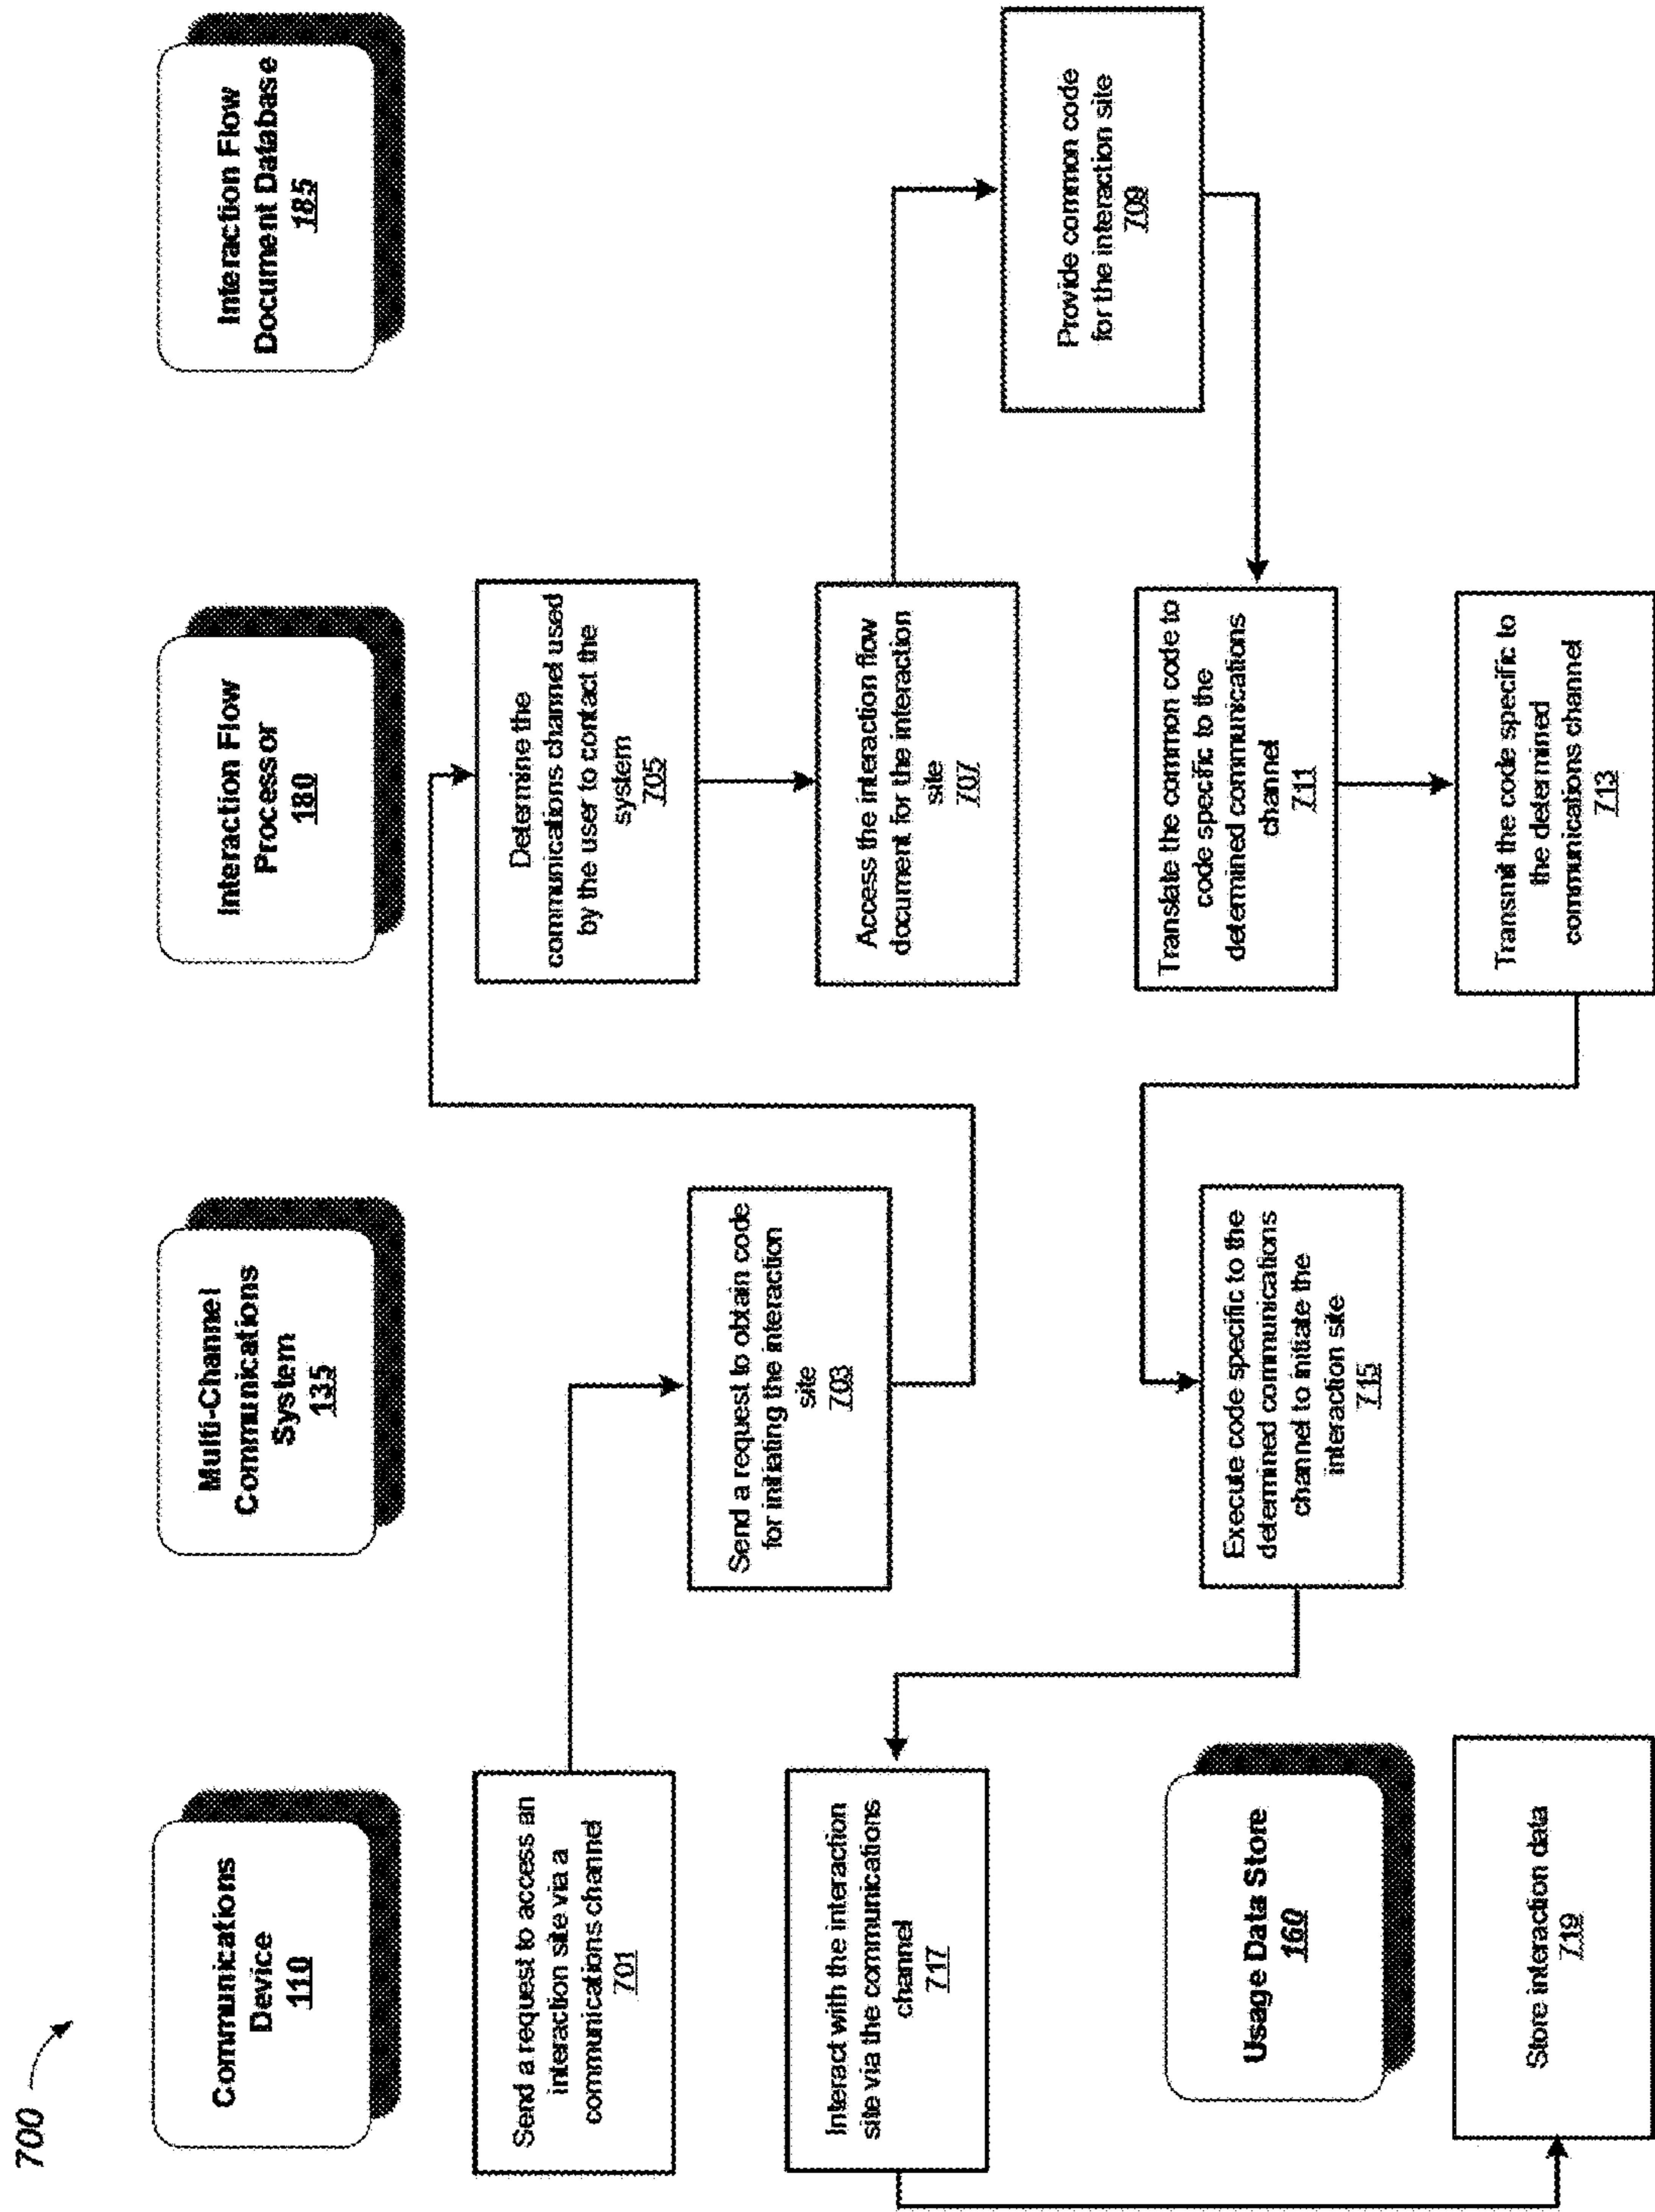 700
Communications
Device
110
Multi-Channel
Communications
System
135
Interaction Flow
Processor
180
Interaction Flow
Document Database
185
Send a request to access an
interaction site via a
communications channel
701
Send a request to obtain code
for initiating the interaction
site
703
Determine the
communications channel used
by the user to contact the
system
705
Access the interaction flow
document for the interaction
site
707
Provide common code
for the interaction site
709
Translate the common code to
code specific to the
determined communications
channel
711
Transmit the code specific to
the determined
communications channel
713
Execute code specific to the
determined communications
channel to initiate the
interaction site
715
Interact with the interaction
site via the communications
channel
717
Usage Data Store
160
Store interaction data
719